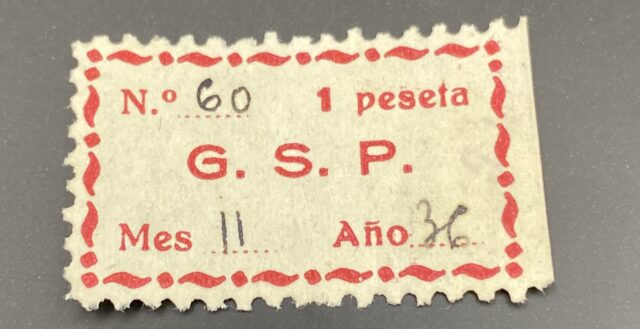 N.º 60 1 peseta
G. S. P.
Mes 11 Año 36